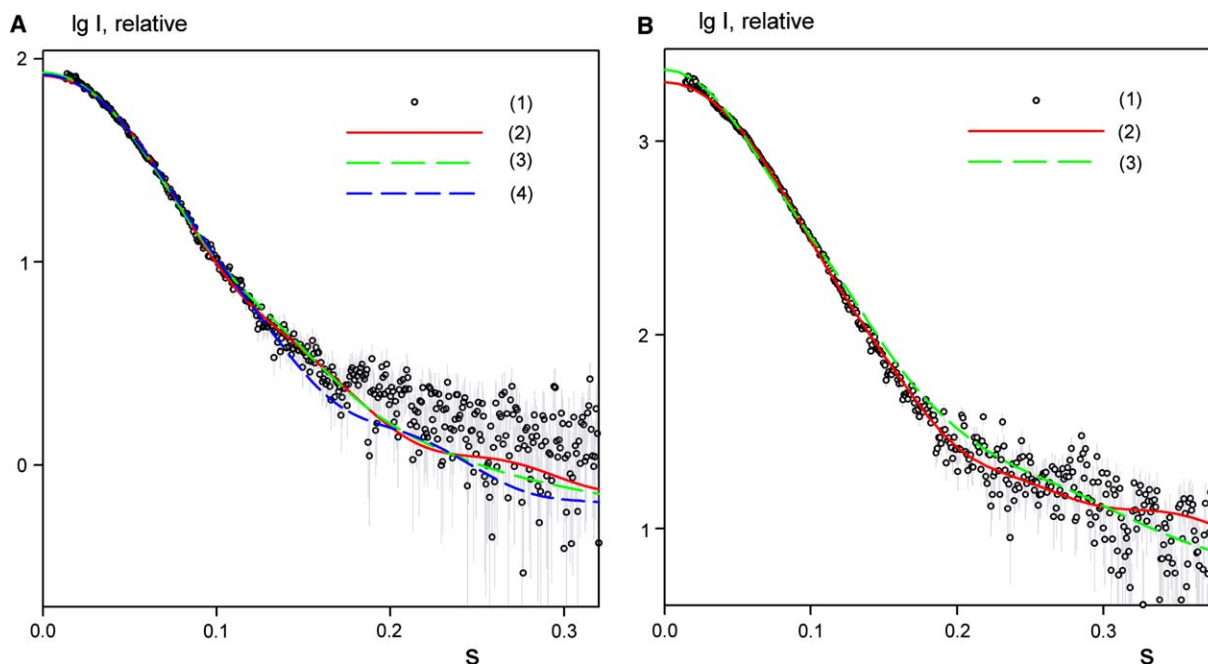 A lg I, relative
2
1
0
(1)
(2)
(3)
(4)
0.0 0.1 0.2 0.3
S
B lg I, relative
3
2
1
(1)
(2)
(3)
0.0 0.1 0.2 0.3
S